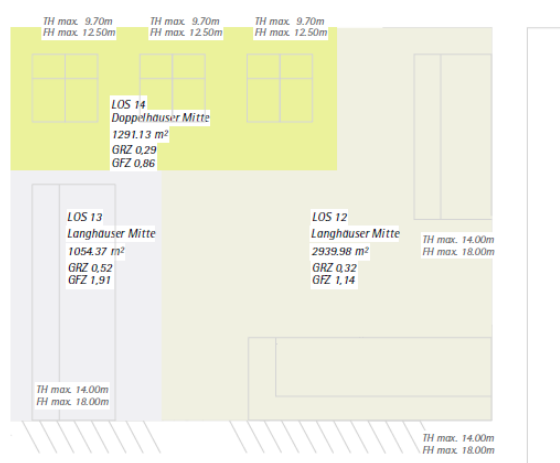 TH max. 9.70m
FH max. 12.50m
TH max. 9.70m
FH max. 12.50m
TH max. 9.70m
FH max. 12.50m
LOS 14
Doppelhäuser Mitte
1291.13 m²
GRZ 0,29
GFZ 0,86
LOS 13
Langhäuser Mitte
1054.37 m²
GRZ 0,52
GFZ 1,91
LOS 12
Langhäuser Mitte
2939.98 m²
GRZ 0,32
GFZ 1,14
TH max. 14.00m
FH max. 18.00m
TH max. 14.00m
FH max. 18.00m
TH max. 14.00m
FH max. 18.00m